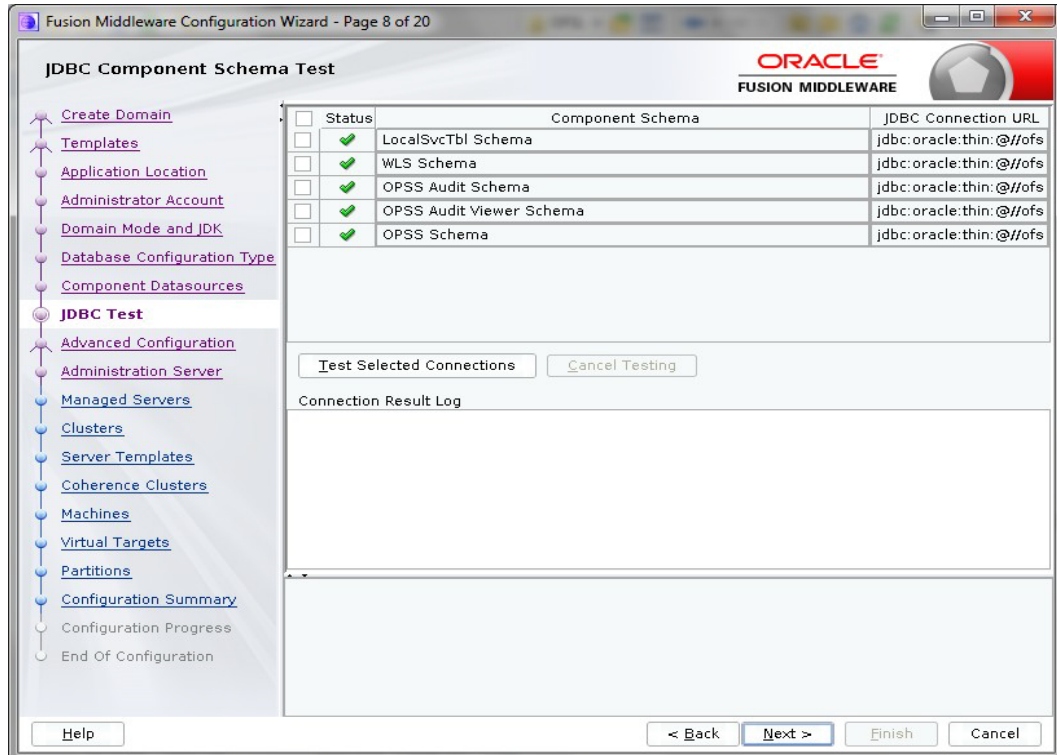 Fusion Middleware Configuration Wizard - Page 8 of 20
JDBC Component Schema Test
ORACLE
FUSION MIDDLEWARE
Create Domain
Templates
Application Location
Administrator Account
Domain Mode and JDK
Database Configuration Type
Component Datasources
JDBC Test
Advanced Configuration
Administration Server
Managed Servers
Clusters
Server Templates
Coherence Clusters
Machines
Virtual Targets
Partitions
Configuration Summary
Configuration Progress
End Of Configuration
Status Component Schema JDBC Connection URL
LocalSvcTbl Schema jdbc:oracle:thin:@//ofs
WLS Schema jdbc:oracle:thin:@//ofs
OPSS Audit Schema jdbc:oracle:thin:@//ofs
OPSS Audit Viewer Schema jdbc:oracle:thin:@//ofs
OPSS Schema jdbc:oracle:thin:@//ofs
Test Selected Connections Cancel Testing
Connection Result Log
Help < Back Next > Finish Cancel